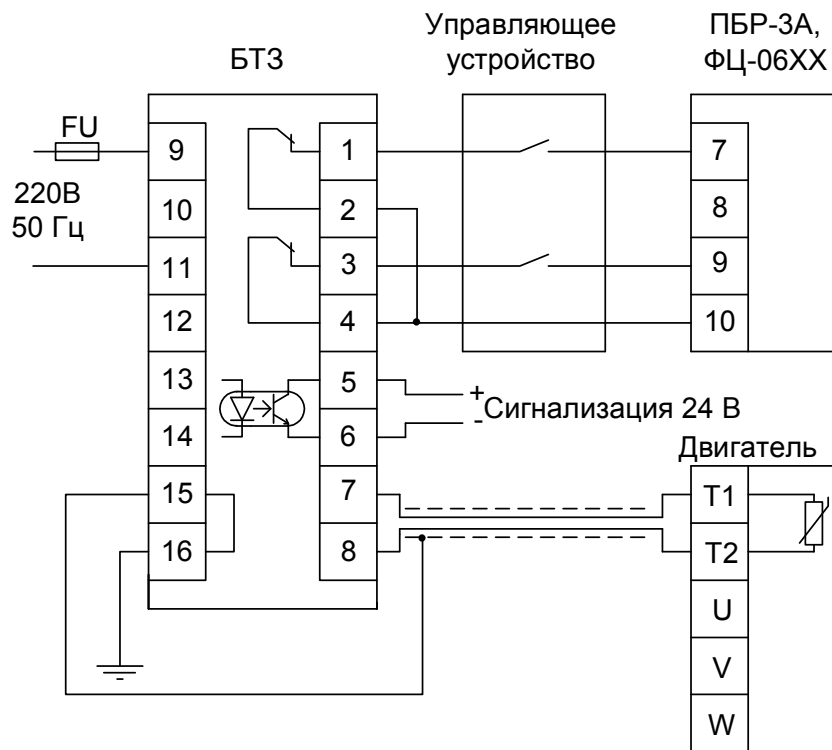 БТЗ
Управляющее
устройство
ПБР-3А,
ФЦ-06ХХ
FU
220В
50 Гц
9
10
11
12
13
14
15
16
1
2
3
4
5
6
7
8
7
8
9
10
+
-
Сигнализация 24 В
Двигатель
T1
T2
U
V
W